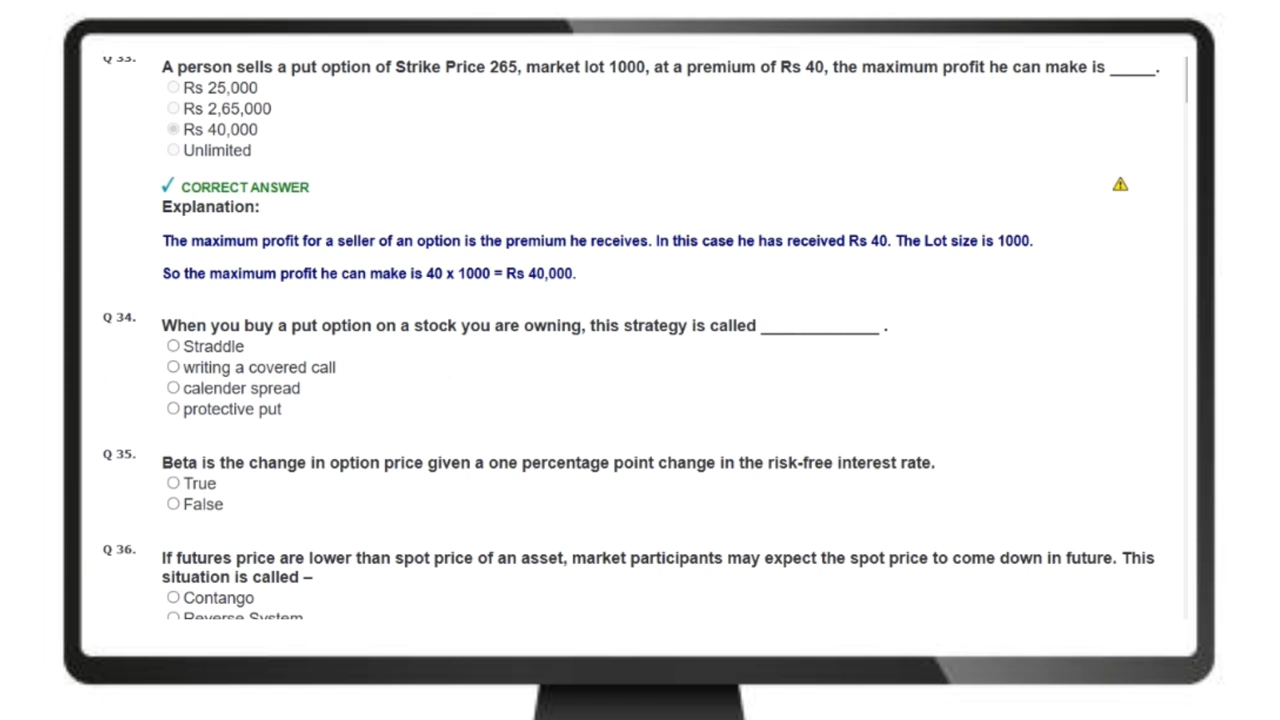 Q 33.
A person sells a put option of Strike Price 265, market lot 1000, at a premium of Rs 40, the maximum profit he can make is _____.
Rs 25,000
Rs 2,65,000
Rs 40,000
Unlimited
✓ CORRECT ANSWER
Explanation:
The maximum profit for a seller of an option is the premium he receives. In this case he has received Rs 40. The Lot size is 1000.
So the maximum profit he can make is 40 x 1000 = Rs 40,000.
Q 34.
When you buy a put option on a stock you are owning, this strategy is called _____________ .
Straddle
writing a covered call
calender spread
protective put
Q 35.
Beta is the change in option price given a one percentage point change in the risk-free interest rate.
True
False
Q 36.
If futures price are lower than spot price of an asset, market participants may expect the spot price to come down in future. This
situation is called –
Contango
Reverse System